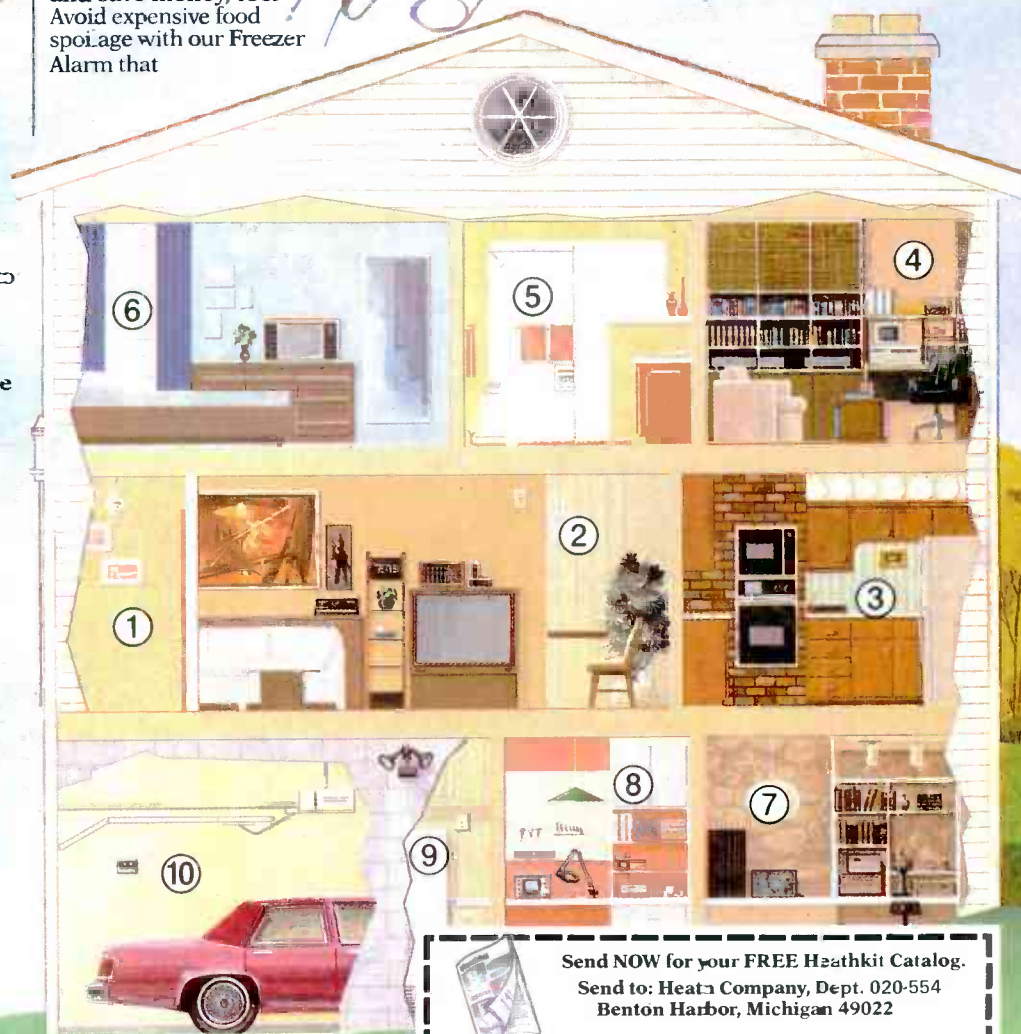 Avoid expensive food
spoilage with our Freezer
Alarm that
6
5
4
2
1
3
8
7
9
10
Send NOW for your FREE Heathkit Catalog.
Send to: Heath Company, Dept. 020-554
Benton Harbor, Michigan 49022